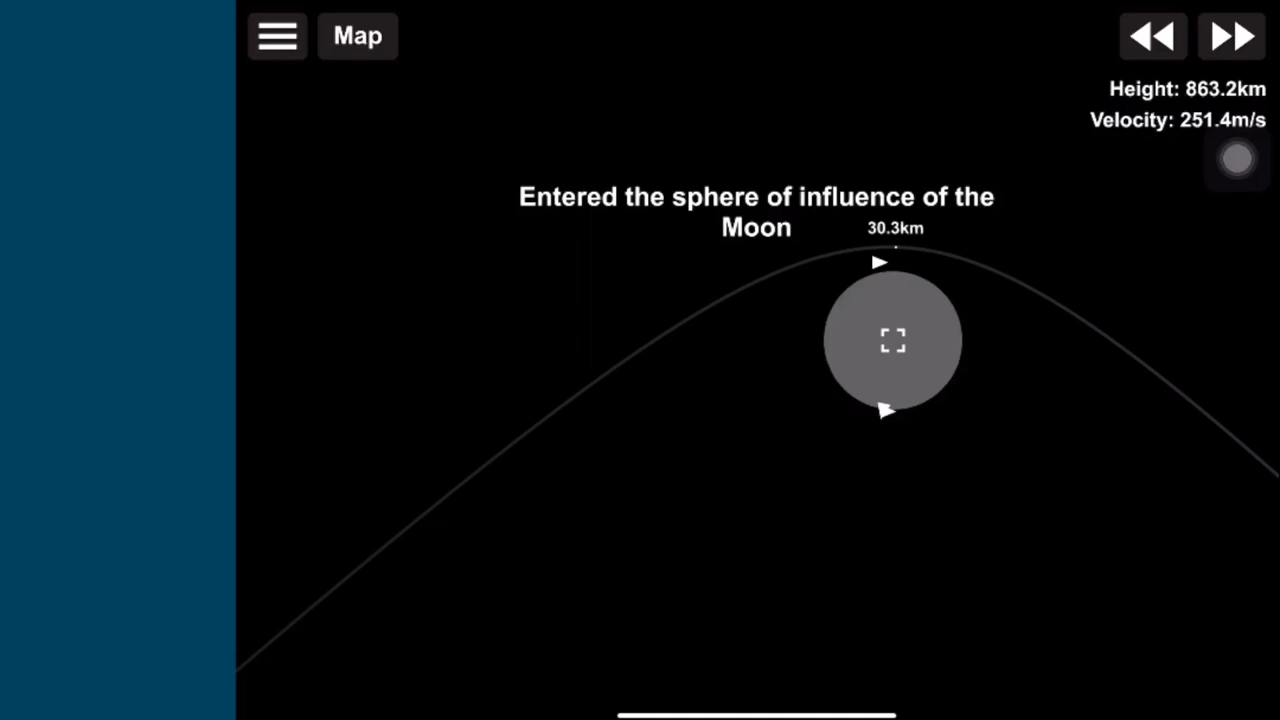 Map
Height: 863.2km
Velocity: 251.4m/s
Entered the sphere of influence of the
Moon
30.3km